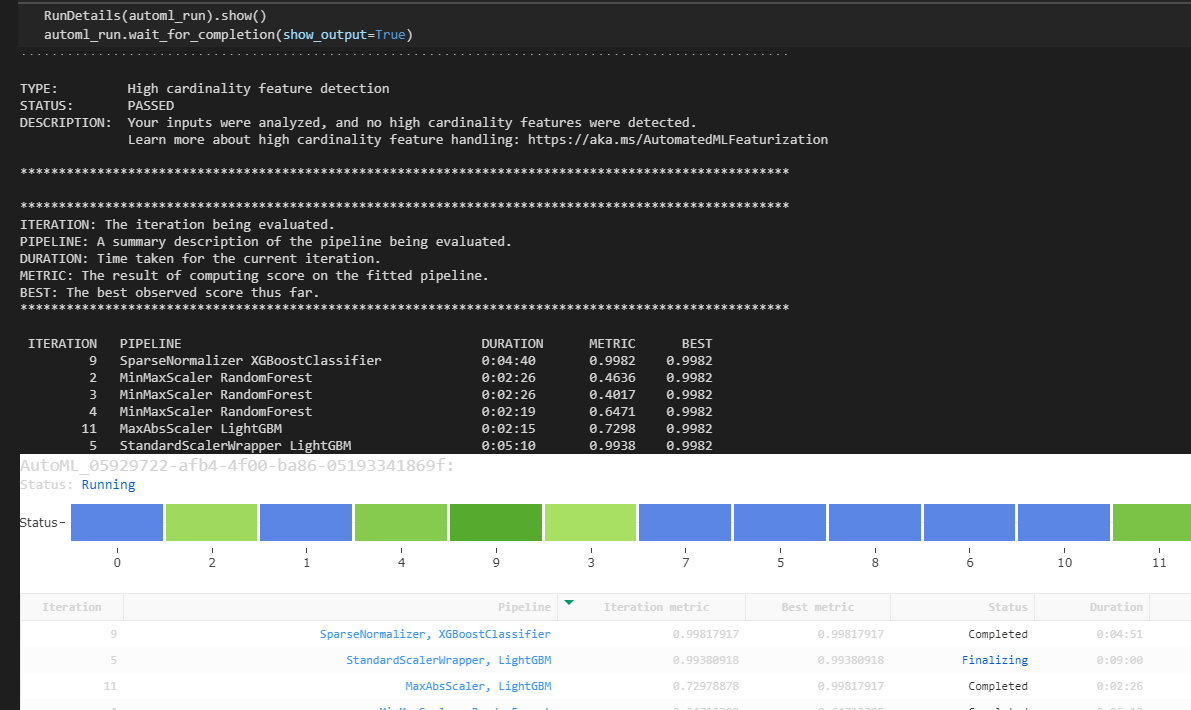 RunDetails(automl_run).show()
automl_run.wait_for_completion(show_output=True)
TYPE: High cardinality feature detection
STATUS: PASSED
DESCRIPTION: Your inputs were analyzed, and no high cardinality features were detected.
Learn more about high cardinality feature handling: https://aka.ms/AutomatedMLFeaturization
****************************************************************************************************
****************************************************************************************************
ITERATION: The iteration being evaluated.
PIPELINE: A summary description of the pipeline being evaluated.
DURATION: Time taken for the current iteration.
METRIC: The result of computing score on the fitted pipeline.
BEST: The best observed score thus far.
****************************************************************************************************
ITERATION PIPELINE DURATION METRIC BEST
9 SparseNormalizer XGBoostClassifier 0:04:40 0.9982 0.9982
2 MinMaxScaler RandomForest 0:02:26 0.4636 0.9982
3 MinMaxScaler RandomForest 0:02:26 0.4017 0.9982
4 MinMaxScaler RandomForest 0:02:19 0.6471 0.9982
11 MaxAbsScaler LightGBM 0:02:15 0.7298 0.9982
5 StandardScalerWrapper LightGBM 0:05:10 0.9938 0.9982
AutoML_05929722-afb4-4f00-ba86-05193341869f:
Status: Running
Status
0 2 1 4 9 3 7 5 8 6 10 11
Iteration Pipeline Iteration metric Best metric Status Duration
9 SparseNormalizer, XGBoostClassifier 0.99817917 0.99817917 Completed 0:04:51
5 StandardScalerWrapper, LightGBM 0.99380918 0.99380918 Finalizing 0:09:00
11 MaxAbsScaler, LightGBM 0.72978878 0.99817917 Completed 0:02:26